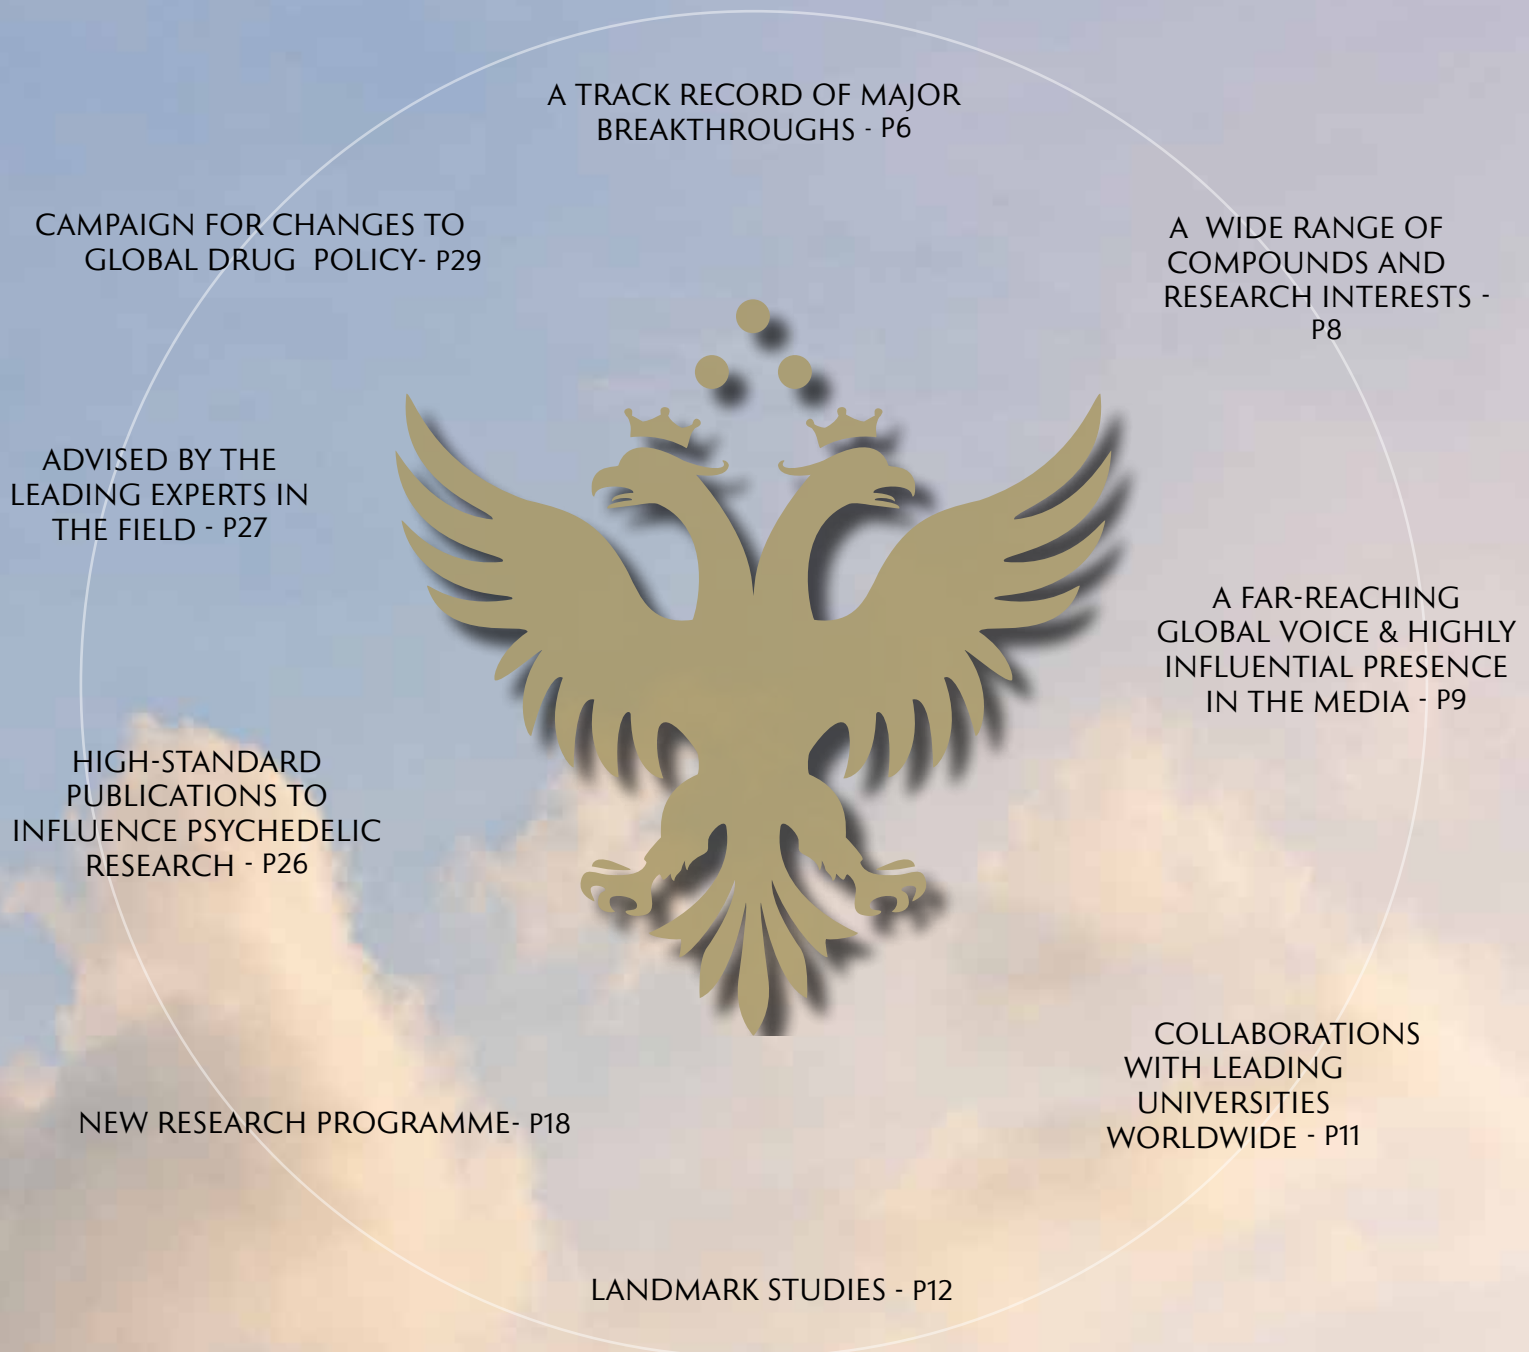 A TRACK RECORD OF MAJOR
BREAKTHROUGHS - P6
A WIDE RANGE OF
COMPOUNDS AND
RESEARCH INTERESTS -
P8
A FAR-REACHING
GLOBAL VOICE & HIGHLY
INFLUENTIAL PRESENCE
IN THE MEDIA - P9
COLLABORATIONS
WITH LEADING
UNIVERSITIES
WORLDWIDE - P11
LANDMARK STUDIES - P12
NEW RESEARCH PROGRAMME- P18
HIGH-STANDARD
PUBLICATIONS TO
INFLUENCE PSYCHEDELIC
RESEARCH - P26
ADVISED BY THE
LEADING EXPERTS IN
THE FIELD - P27
CAMPAIGN FOR CHANGES TO
GLOBAL DRUG POLICY- P29